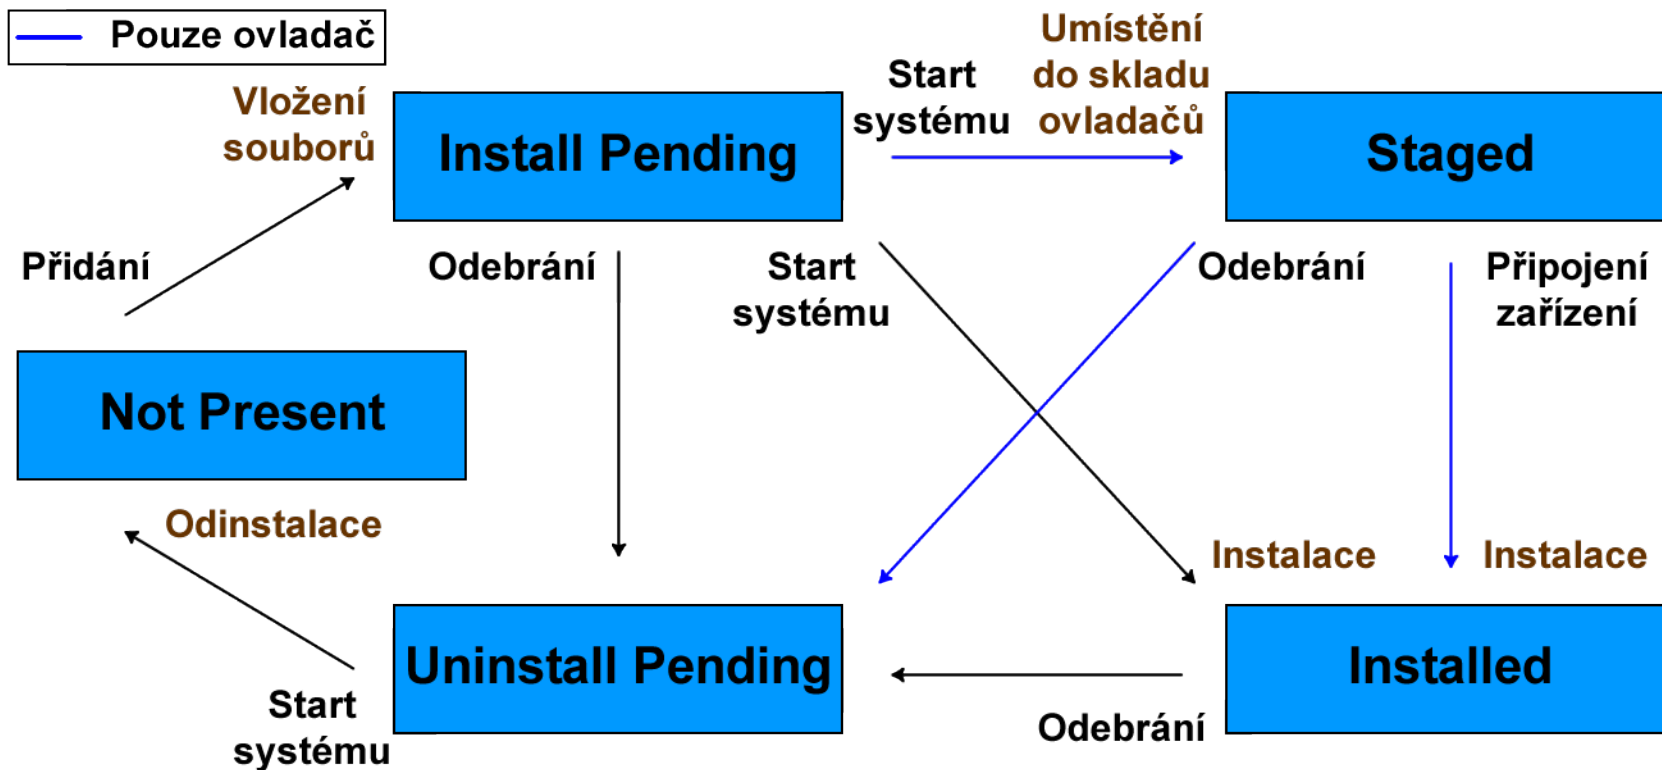 Pouze ovladač
Vložení
souborů
Install Pending
Start
systému
Umístění
do skladu
ovladačů
Staged
Přidání
Odebrání
Start
systému
Odebrání
Připojení
zařízení
Not Present
Odinstalace
Instalace
Instalace
Start
systému
Uninstall Pending
Odebrání
Installed